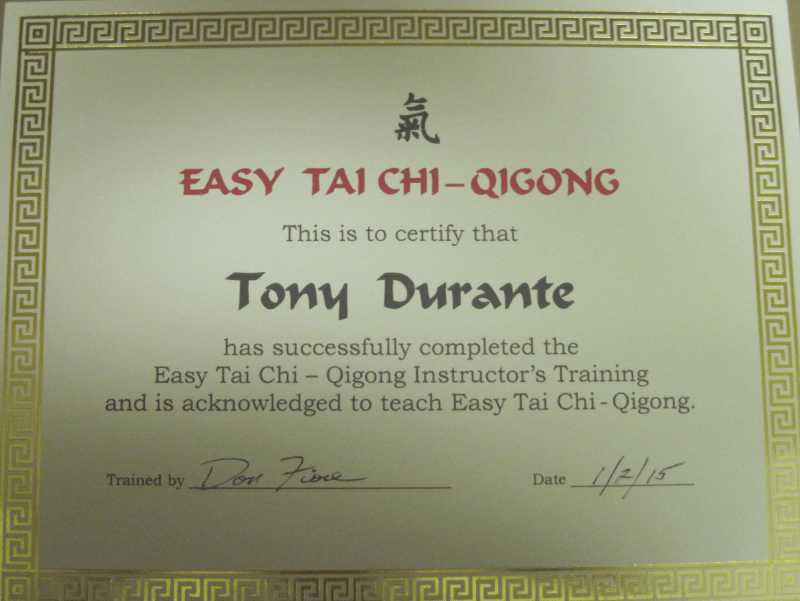 氣
EASY TAI CHI – QIGONG
This is to certify that
Tony Durante
has successfully completed the
Easy Tai Chi – Qigong Instructor's Training
and is acknowledged to teach Easy Tai Chi - Qigong.
Trained by Don Fiore Date 1/2/15